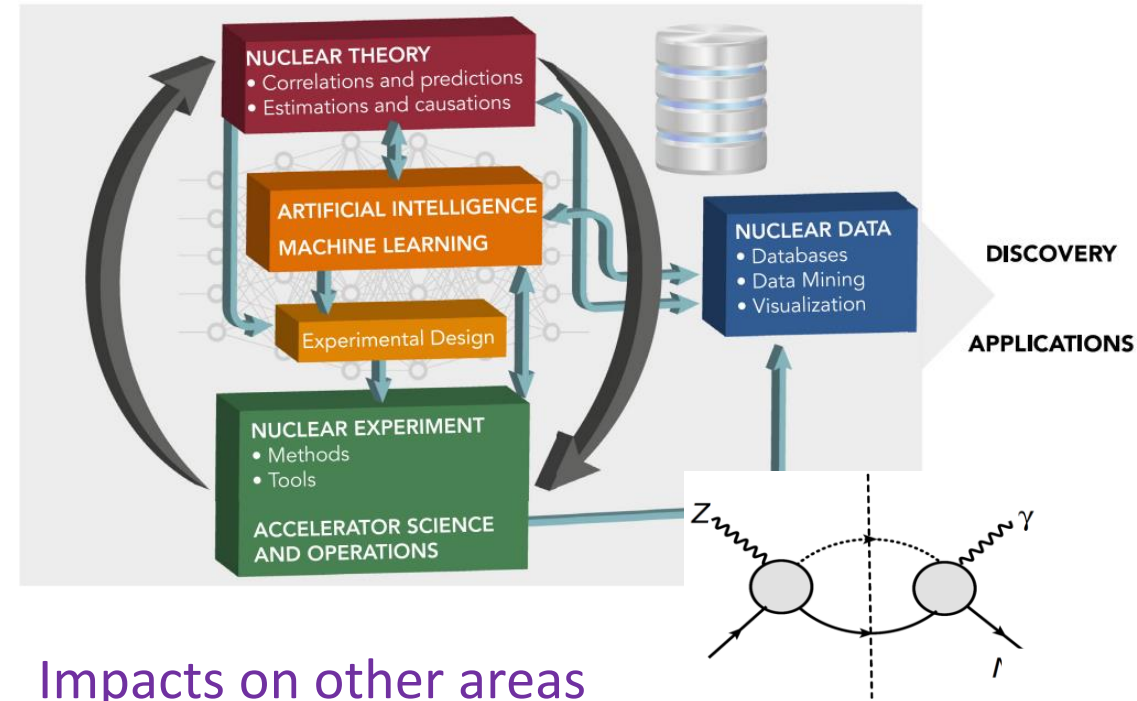 NUCLEAR THEORY
• Correlations and predictions
• Estimations and causations
ARTIFICIAL INTELLIGENCE
MACHINE LEARNING
Experimental Design
NUCLEAR EXPERIMENT
• Methods
• Tools
ACCELERATOR SCIENCE
AND OPERATIONS
NUCLEAR DATA
• Databases
• Data Mining
• Visualization
DISCOVERY
APPLICATIONS
Z
γ
Impacts on other areas